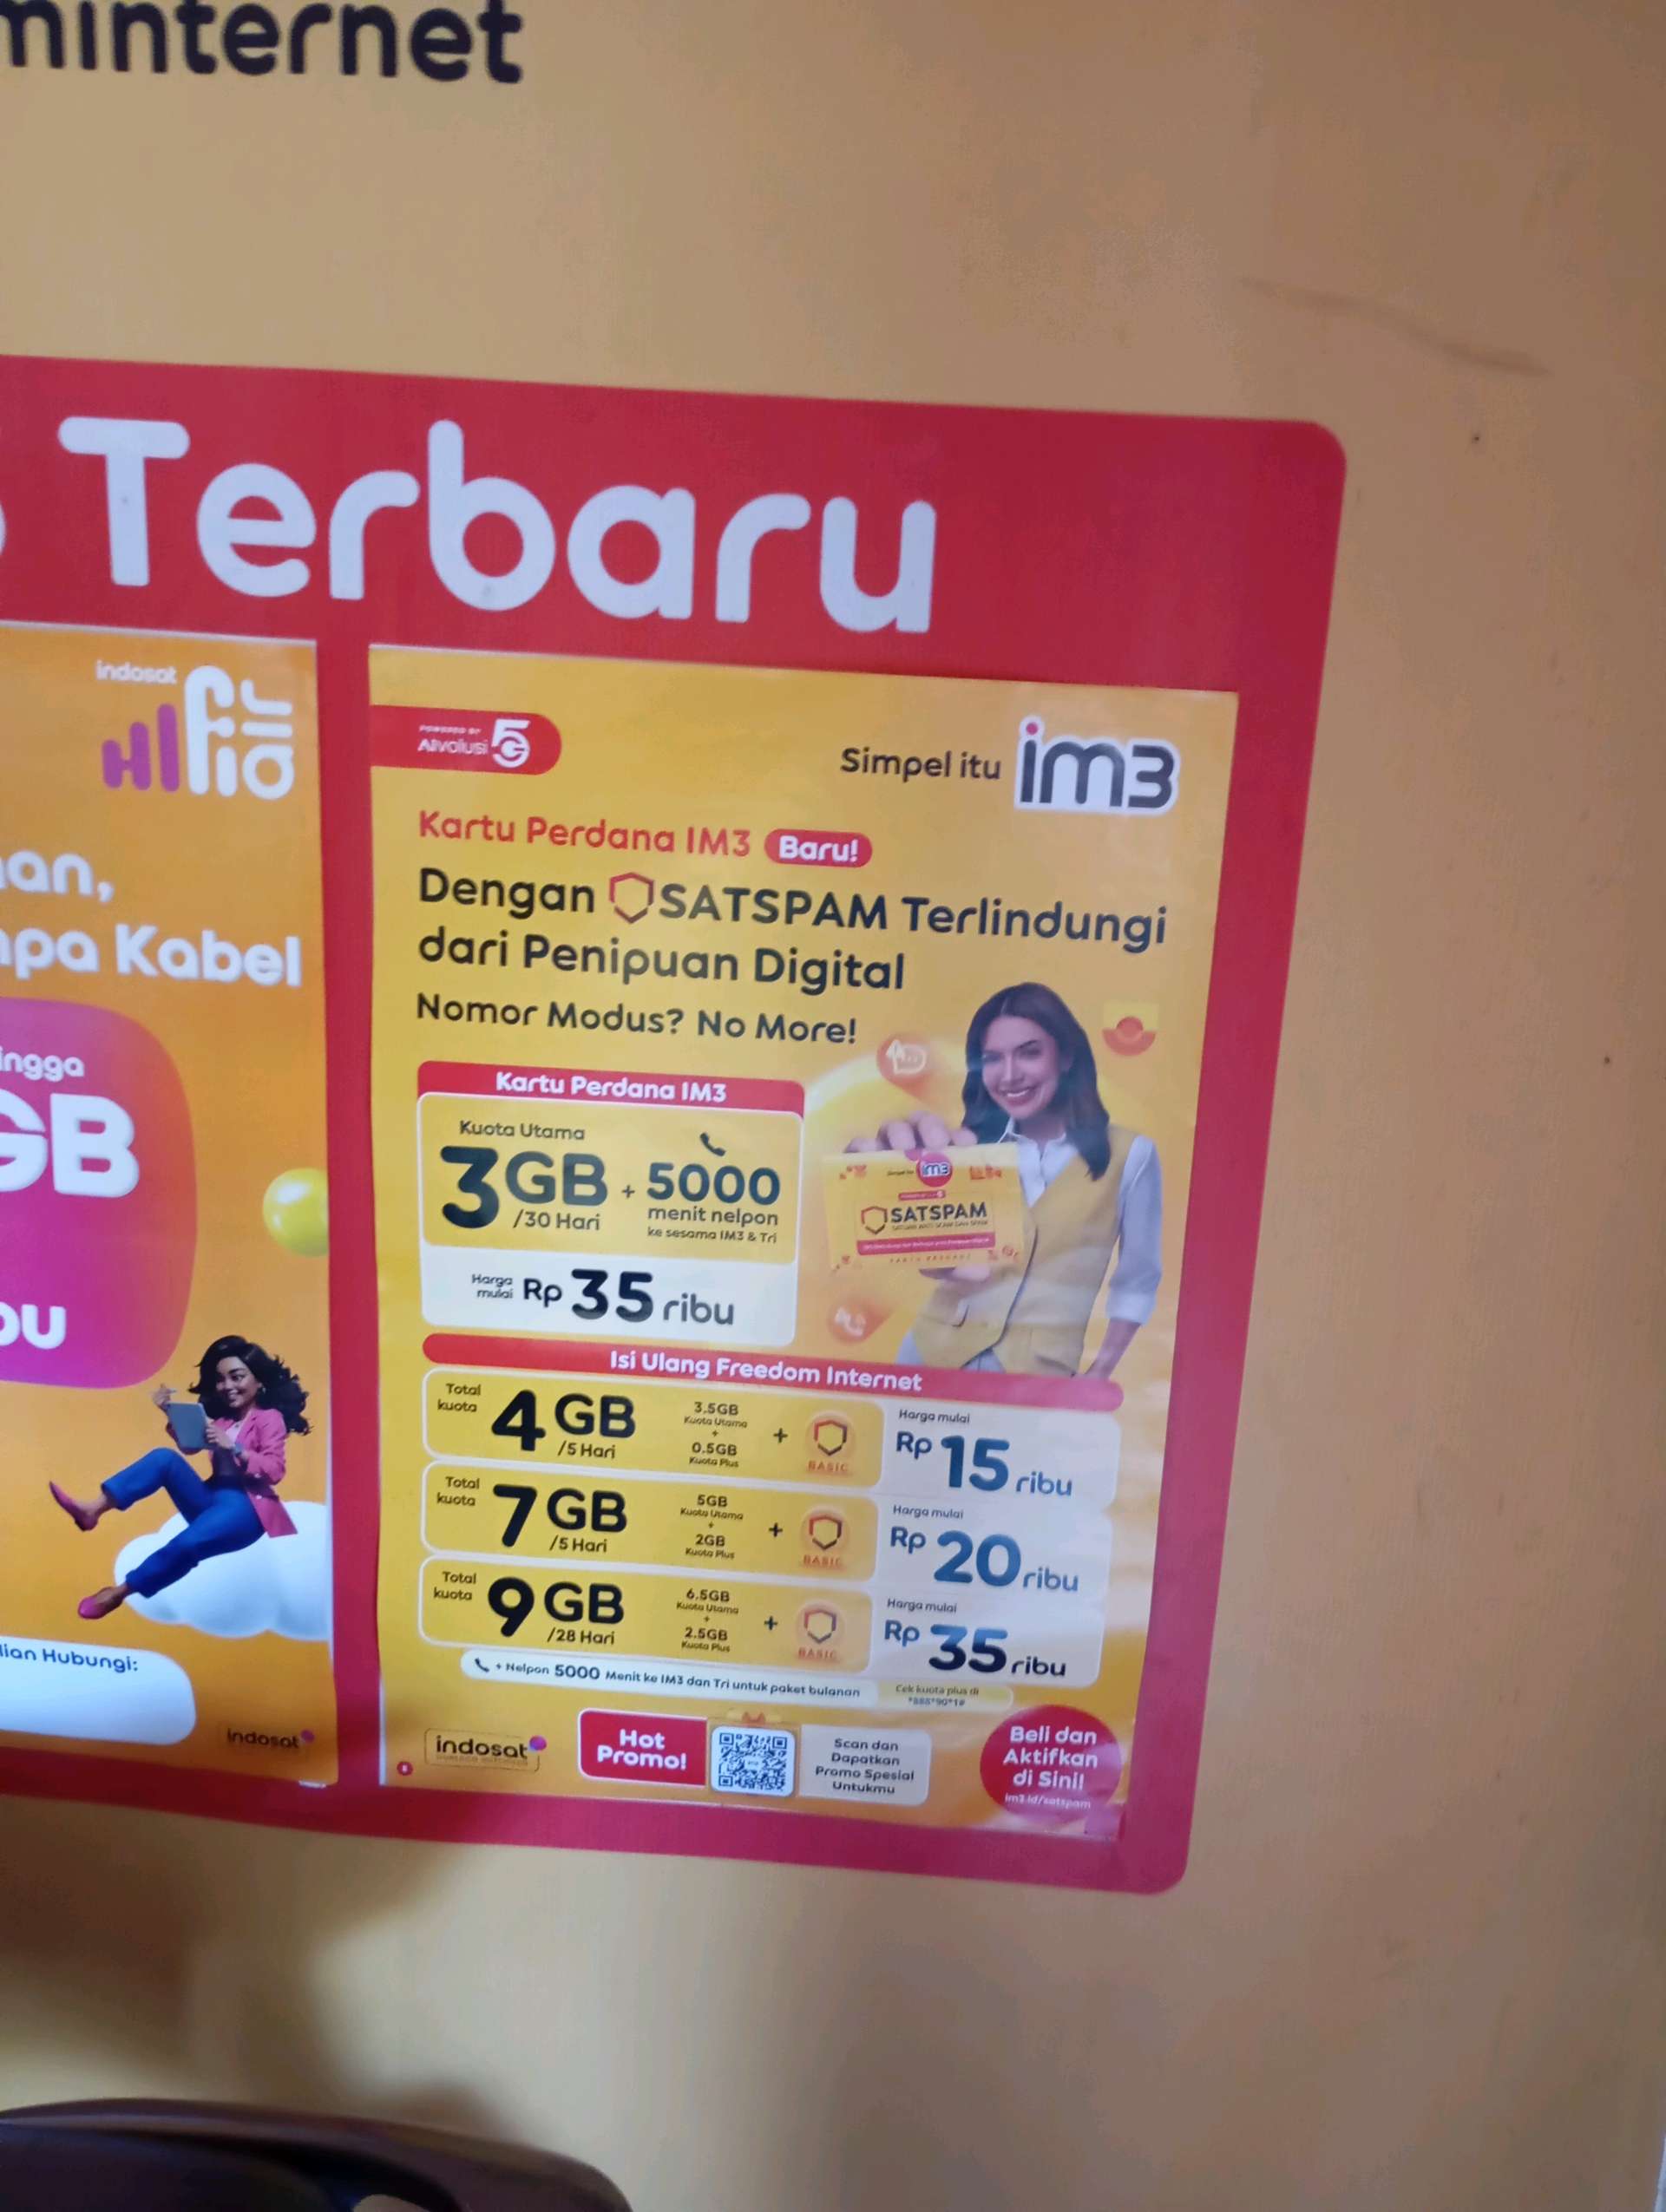 minternet
Terbaru
indosat
HIfi air
an,
pa Kabel
ingga
GB
lian Hubungi:
indosat
POWERED BY
AIvolusi 5G
Simpel itu im3
Kartu Perdana IM3 Baru!
Dengan SATSPAM Terlindungi
dari Penipuan Digital
Nomor Modus? No More!
Kartu Perdana IM3
Kuota Utama
3GB /30 Hari + 5000
menit nelpon
ke sesama IM3 & Tri
Harga mulai Rp 35 ribu
im3
SATSPAM
Isi Ulang Freedom Internet
Total kuota 4GB /5 Hari
3.5GB
Kuota Utama
+
0.5GB
Kuota Plus
+ BASIC
Harga mulai
Rp 15 ribu
Total kuota 7GB /5 Hari
5GB
Kuota Utama
+
2GB
Kuota Plus
+ BASIC
Harga mulai
Rp 20 ribu
Total kuota 9GB /28 Hari
6.5GB
Kuota Utama
+
2.5GB
Kuota Plus
+ BASIC
Harga mulai
Rp 35 ribu
+ Nelpon 5000 Menit ke IM3 dan Tri untuk paket bulanan
Cek kuota plus di
*888*90*1#
indosat
Hot
Promo!
Scan dan
Dapatkan
Promo Spesial
Untukmu
Beli dan
Aktifkan
di Sini!
im3.id/satspam